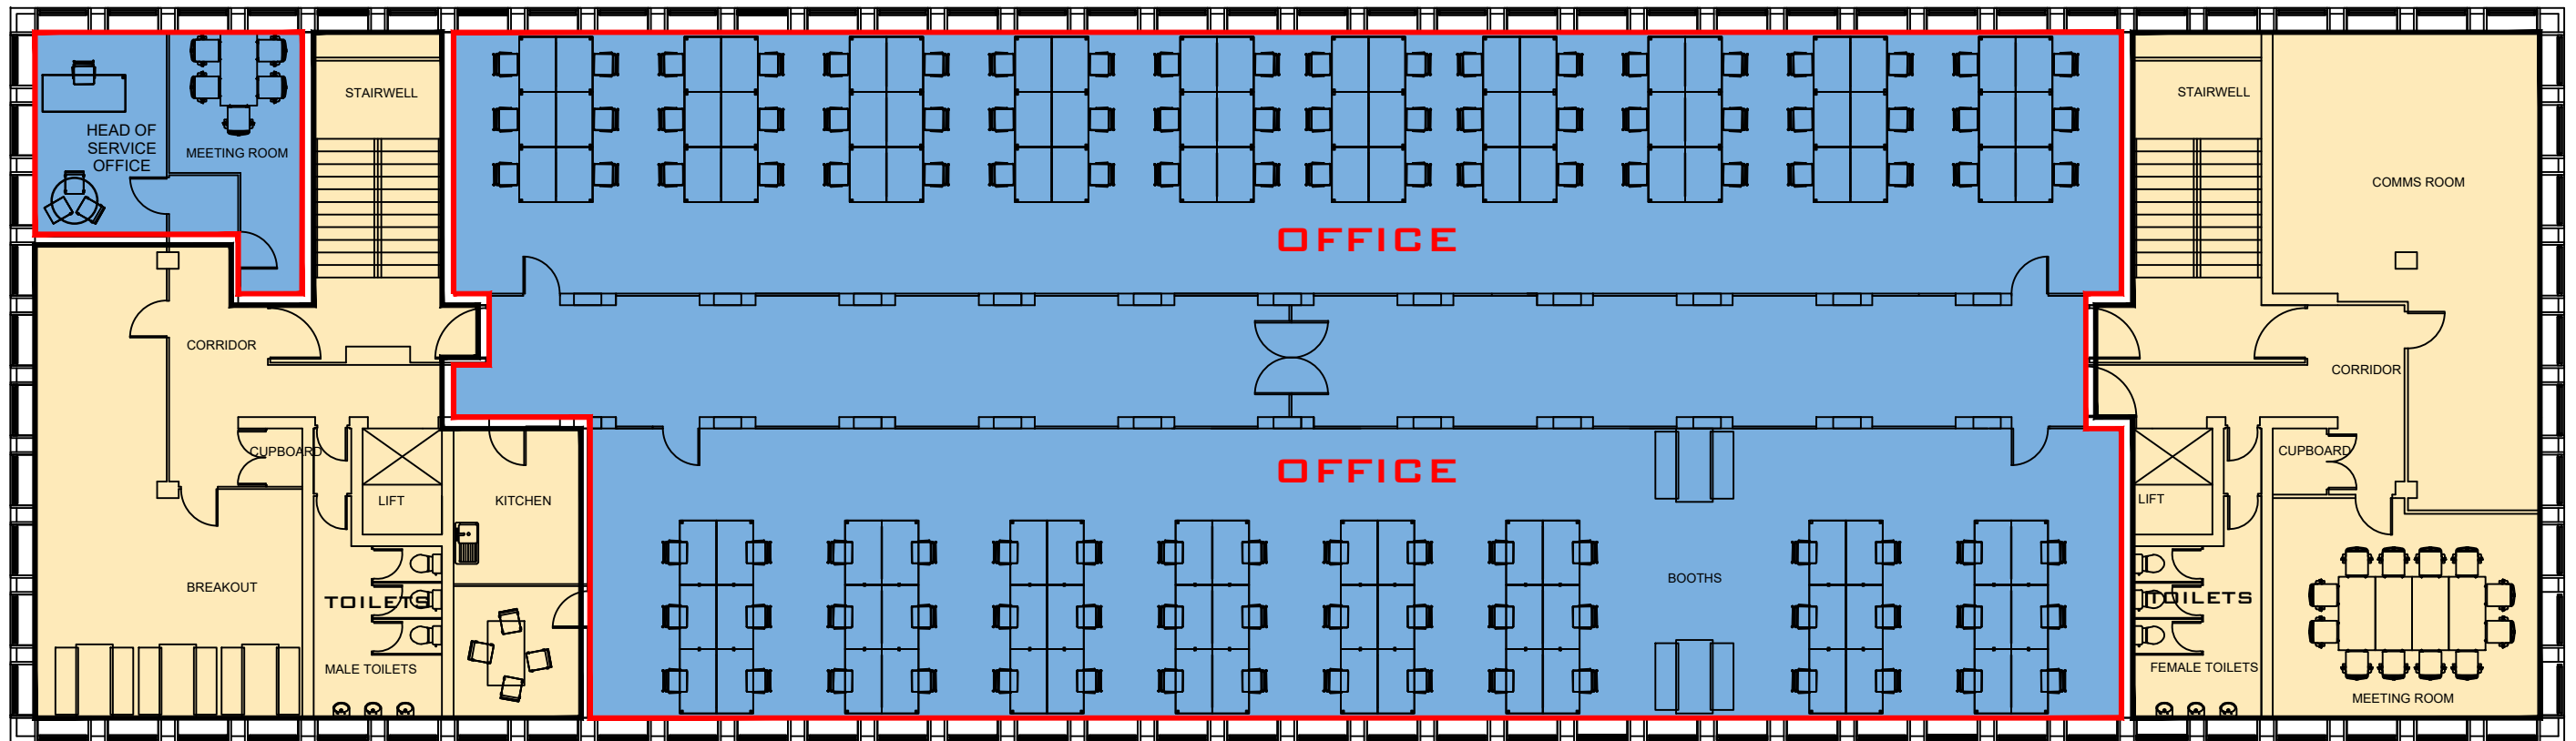 STAIRWELL
STAIRWELL
HEAD OF
SERVICE
OFFICE
MEETING ROOM
COMMS ROOM
OFFICE
CORRIDOR
CORRIDOR
CUPBOARD
CUPBOARD
OFFICE
LIFT
KITCHEN
LIFT
BREAKOUT
BOOTHS
TOILETS
TOILETS
MALE TOILETS
FEMALE TOILETS
MEETING ROOM